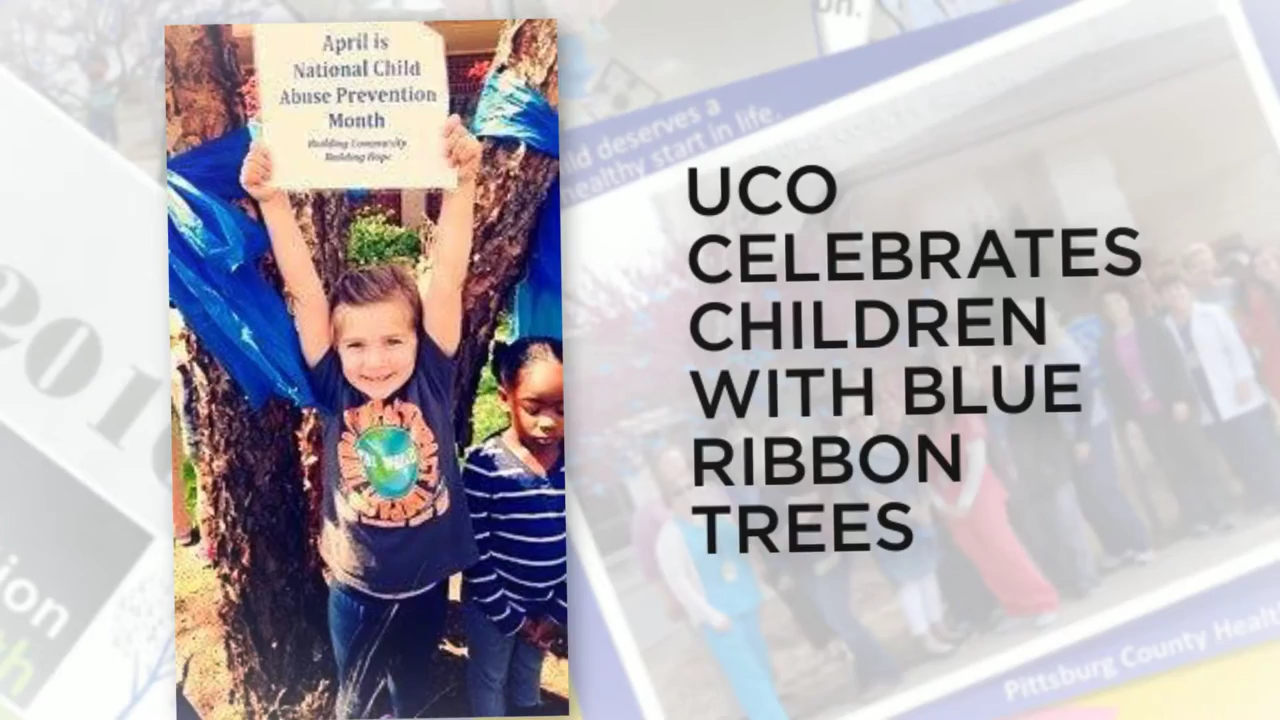 April is
National Child
Abuse Prevention
Month
Building Community.
Building Hope
UCO
CELEBRATES
CHILDREN
WITH BLUE
RIBBON
TREES
deserves a
healthy start in life.
2016
Pittsburg County Health